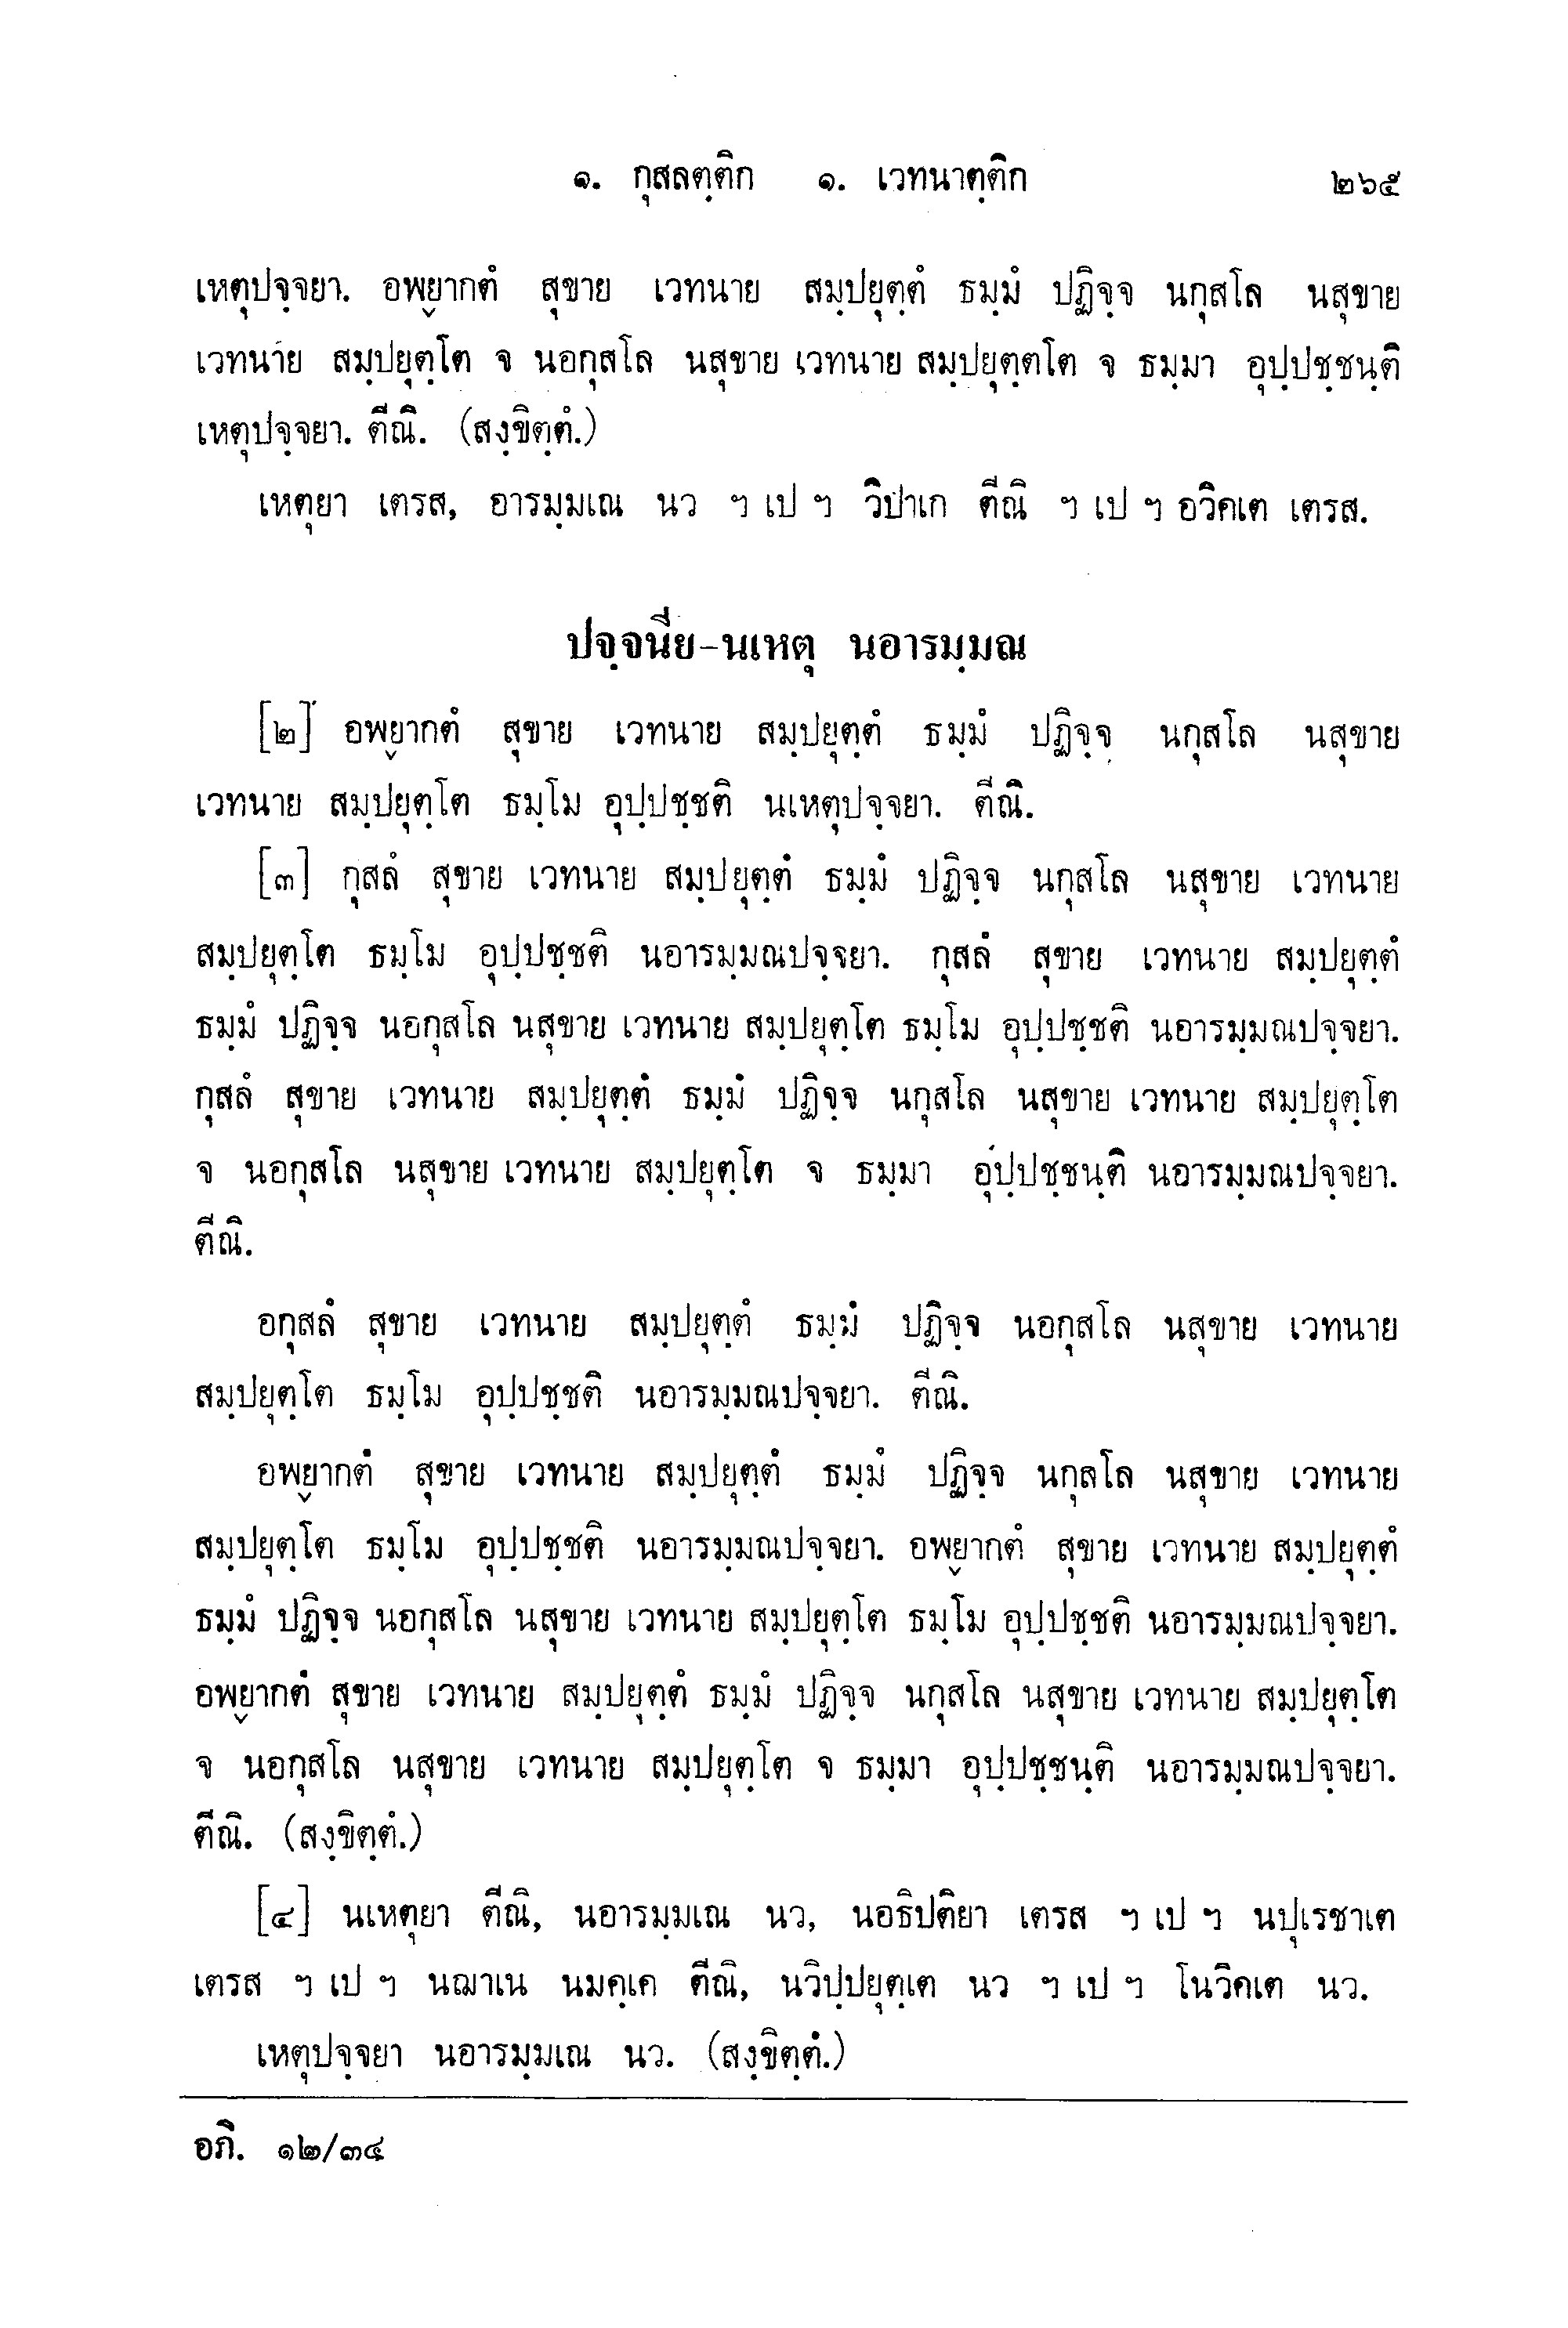 ๑. กุสลตฺติก ๑. เวทนาตฺติก ๒๖๕
เหตุปจฺจยา. อพฺยากตํ สุขาย เวทนาย สมฺปยุตฺตํ ธมฺมํ ปฏิจฺจ นกุสโล นสุขาย
เวทนาย สมฺปยุตฺโต จ นอกุสโล นสุขาย เวทนาย สมฺปยุตฺตโต จ ธมฺมา อุปฺปชฺชนฺติ
เหตุปจฺจยา. ตีณิ. (สงฺขิตฺตํ.)
เหตุยา เตรส, อารมฺมเณ นว ฯ เป ฯ วิปาเก ตีณิ ฯ เป ฯ อวิคเต เตรส.
ปจฺจนีย-นเหตุ นอารมฺมณ
[๒] อพฺยากตํ สุขาย เวทนาย สมฺปยุตฺตํ ธมฺมํ ปฏิจฺจ นกุสโล นสุขาย
เวทนาย สมฺปยุตฺโต ธมฺโม อุปฺปชฺชติ นเหตุปจฺจยา. ตีณิ.
[๓] กุสลํ สุขาย เวทนาย สมฺปยุตฺตํ ธมฺมํ ปฏิจฺจ นกุสโล นสุขาย เวทนาย
สมฺปยุตฺโต ธมฺโม อุปฺปชฺชติ นอารมฺมณปจฺจยา. กุสลํ สุขาย เวทนาย สมฺปยุตฺตํ
ธมฺมํ ปฏิจฺจ นอกุสโล นสุขาย เวทนาย สมฺปยุตฺโต ธมฺโม อุปฺปชฺชติ นอารมฺมณปจฺจยา.
กุสลํ สุขาย เวทนาย สมฺปยุตฺตํ ธมฺมํ ปฏิจฺจ นกุสโล นสุขาย เวทนาย สมฺปยุตฺโต
จ นอกุสโล นสุขาย เวทนาย สมฺปยุตฺโต จ ธมฺมา อุปฺปชฺชนฺติ นอารมฺมณปจฺจยา.
ตีณิ.
อกุสลํ สุขาย เวทนาย สมฺปยุตฺตํ ธมฺมํ ปฏิจฺจ นอกุสโล นสุขาย เวทนาย
สมฺปยุตฺโต ธมฺโม อุปฺปชฺชติ นอารมฺมณปจฺจยา. ตีณิ.
อพฺยากตํ สุขาย เวทนาย สมฺปยุตฺตํ ธมฺมํ ปฏิจฺจ นกุสโล นสุขาย เวทนาย
สมฺปยุตฺโต ธมฺโม อุปฺปชฺชติ นอารมฺมณปจฺจยา. อพฺยากตํ สุขาย เวทนาย สมฺปยุตฺตํ
ธมฺมํ ปฏิจฺจ นอกุสโล นสุขาย เวทนาย สมฺปยุตฺโต ธมฺโม อุปฺปชฺชติ นอารมฺมณปจฺจยา.
อพฺยากตํ สุขาย เวทนาย สมฺปยุตฺตํ ธมฺมํ ปฏิจฺจ นกุสโล นสุขาย เวทนาย สมฺปยุตฺโต
จ นอกุสโล นสุขาย เวทนาย สมฺปยุตฺโต จ ธมฺมา อุปฺปชฺชนฺติ นอารมฺมณปจฺจยา.
ตีณิ. (สงฺขิตฺตํ.)
[๔] นเหตุยา ตีณิ, นอารมฺมเณ นว, นอธิปติยา เตรส ฯ เป ฯ นปุเรชาเต
เตรส ฯ เป ฯ นฌาเน นมคฺเค ตีณิ, นวิปฺปยุตฺเต นว ฯ เป ฯ โนวิคเต นว.
เหตุปจฺจยา นอารมฺมเณ นว. (สงฺขิตฺตํ.)
อภิ. ๑๒/๓๔